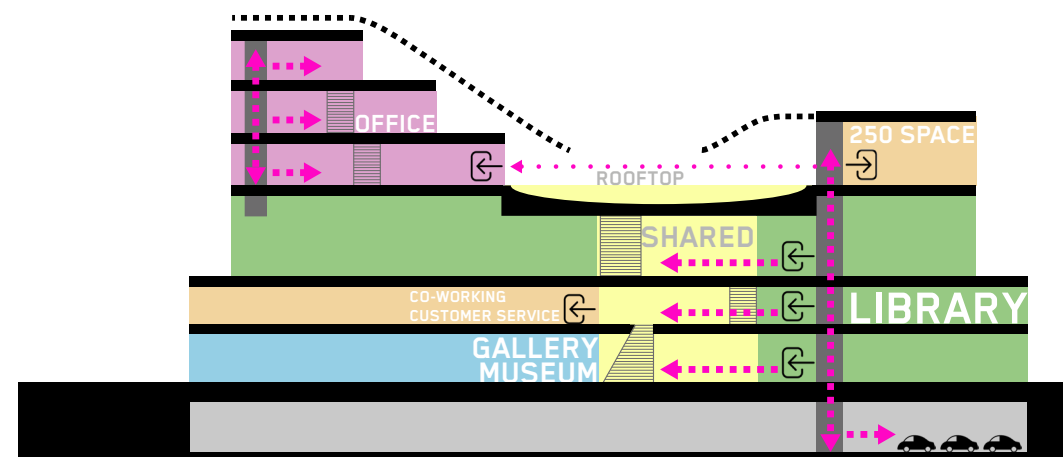 OFFICE
250 SPACE
ROOFTOP
SHARED
CO-WORKING
CUSTOMER SERVICE
LIBRARY
GALLERY
MUSEUM